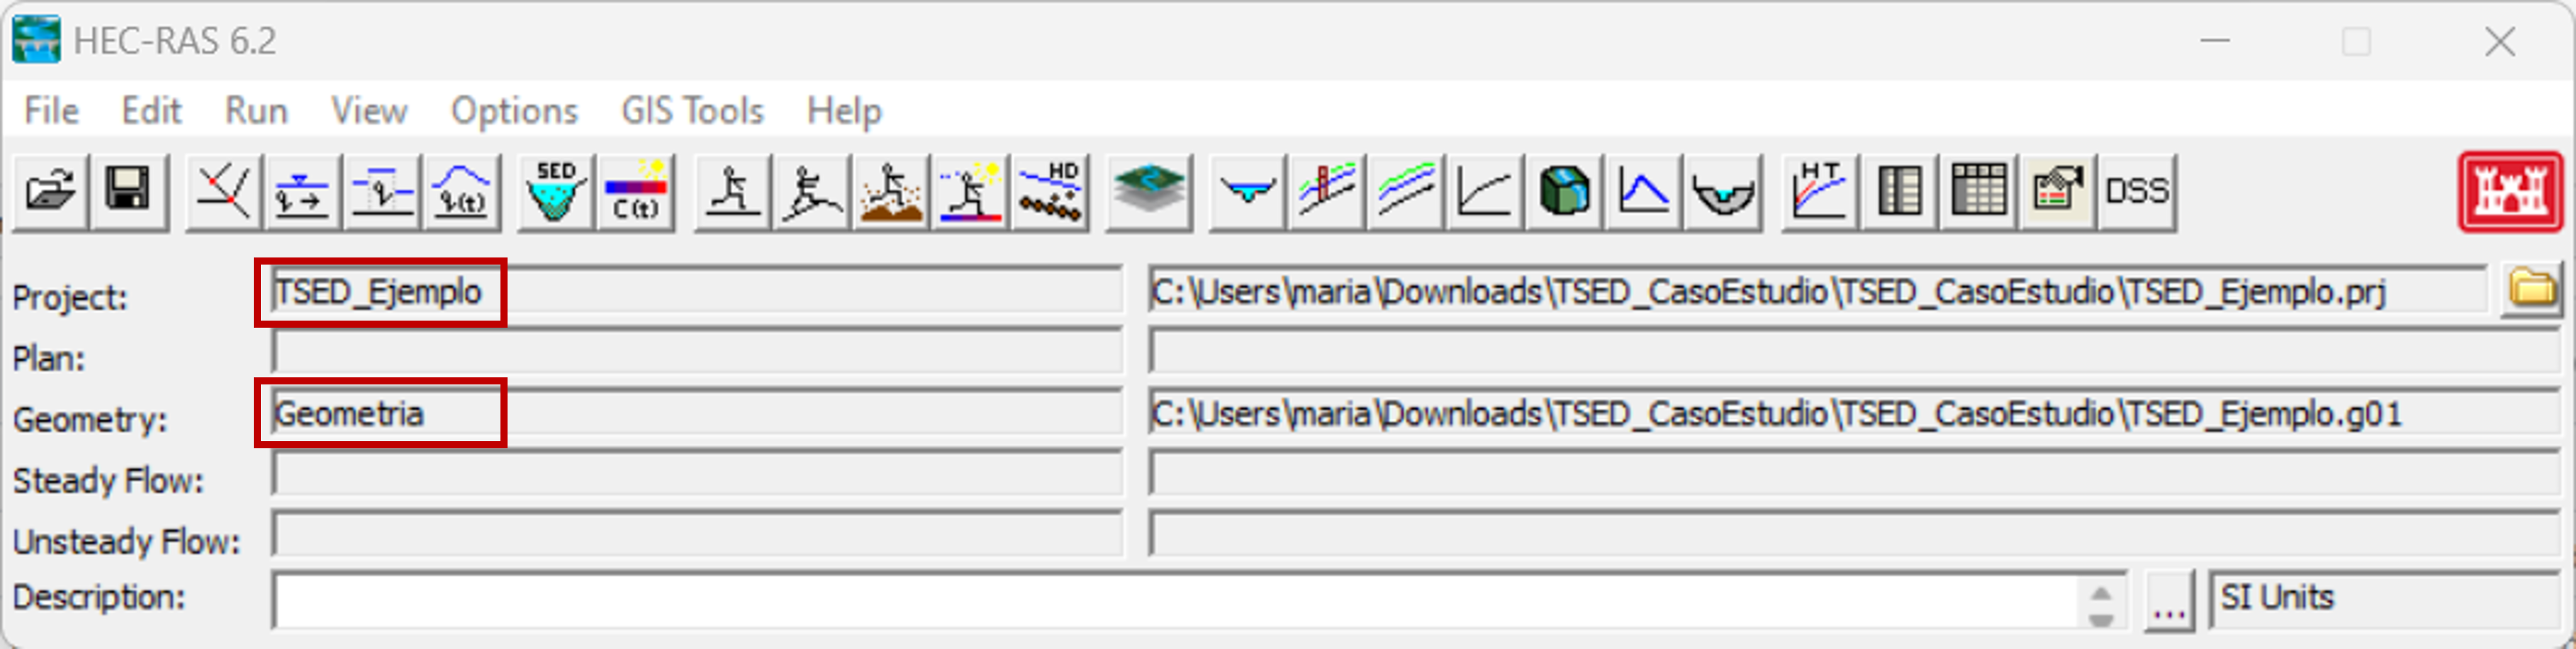 HEC-RAS 6.2
File Edit Run View Options GIS Tools Help
SED C(t) q(t) HD HT DSS
Project: TSED_Ejemplo C:\Users\maria\Downloads\TSED_CasoEstudio\TSED_CasoEstudio\TSED_Ejemplo.prj
Plan:
Geometry: Geometria C:\Users\maria\Downloads\TSED_CasoEstudio\TSED_CasoEstudio\TSED_Ejemplo.g01
Steady Flow:
Unsteady Flow:
Description: ... SI Units